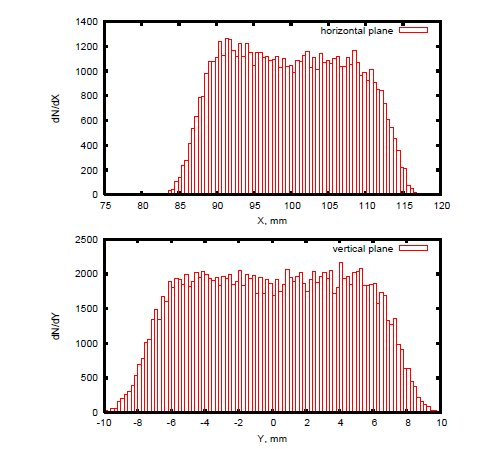 1400
1200
1000
800
600
400
200
0
dN/dX
horizontal plane
75 80 85 90 95 100 105 110 115 120
X, mm
2500
2000
1500
1000
500
0
dN/dY
vertical plane
-10 -8 -6 -4 -2 0 2 4 6 8 10
Y, mm